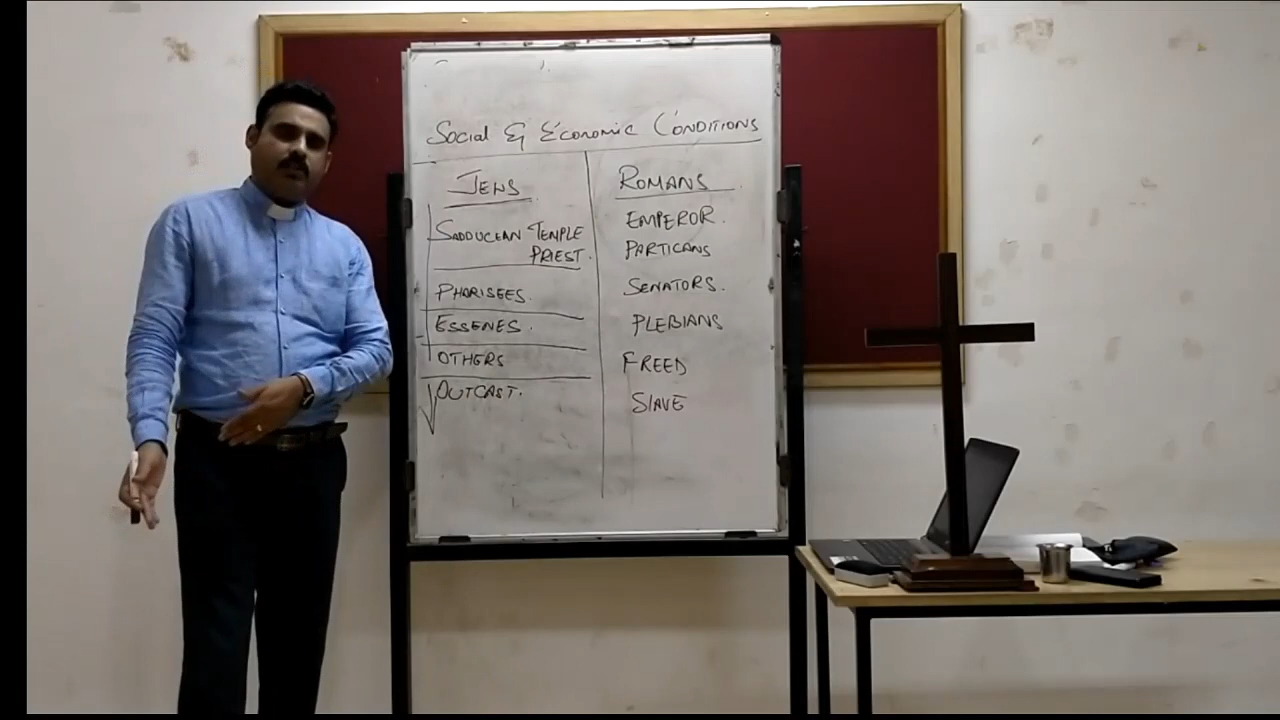 Social & Economic Conditions
JEWS
SADDUCEAN TEMPLE
PRIEST.
PHARISEES.
ESSENES.
OTHERS
OUTCAST.
ROMANS
EMPEROR.
PARTICANS
SENATORS.
PLEBIANS
FREED
SLAVE